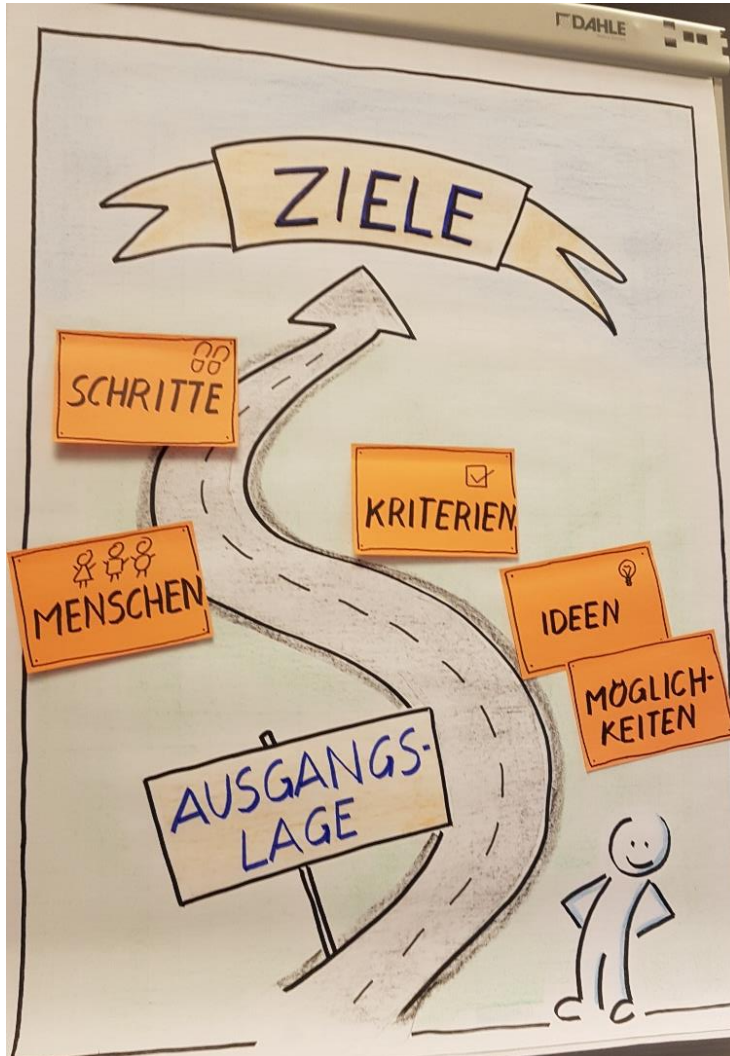 DAHLE
ZIELE
SCHRITTE
KRITERIEN
MENSCHEN
IDEEN
MÖGLICH-
KEITEN
AUSGANGS-
LAGE